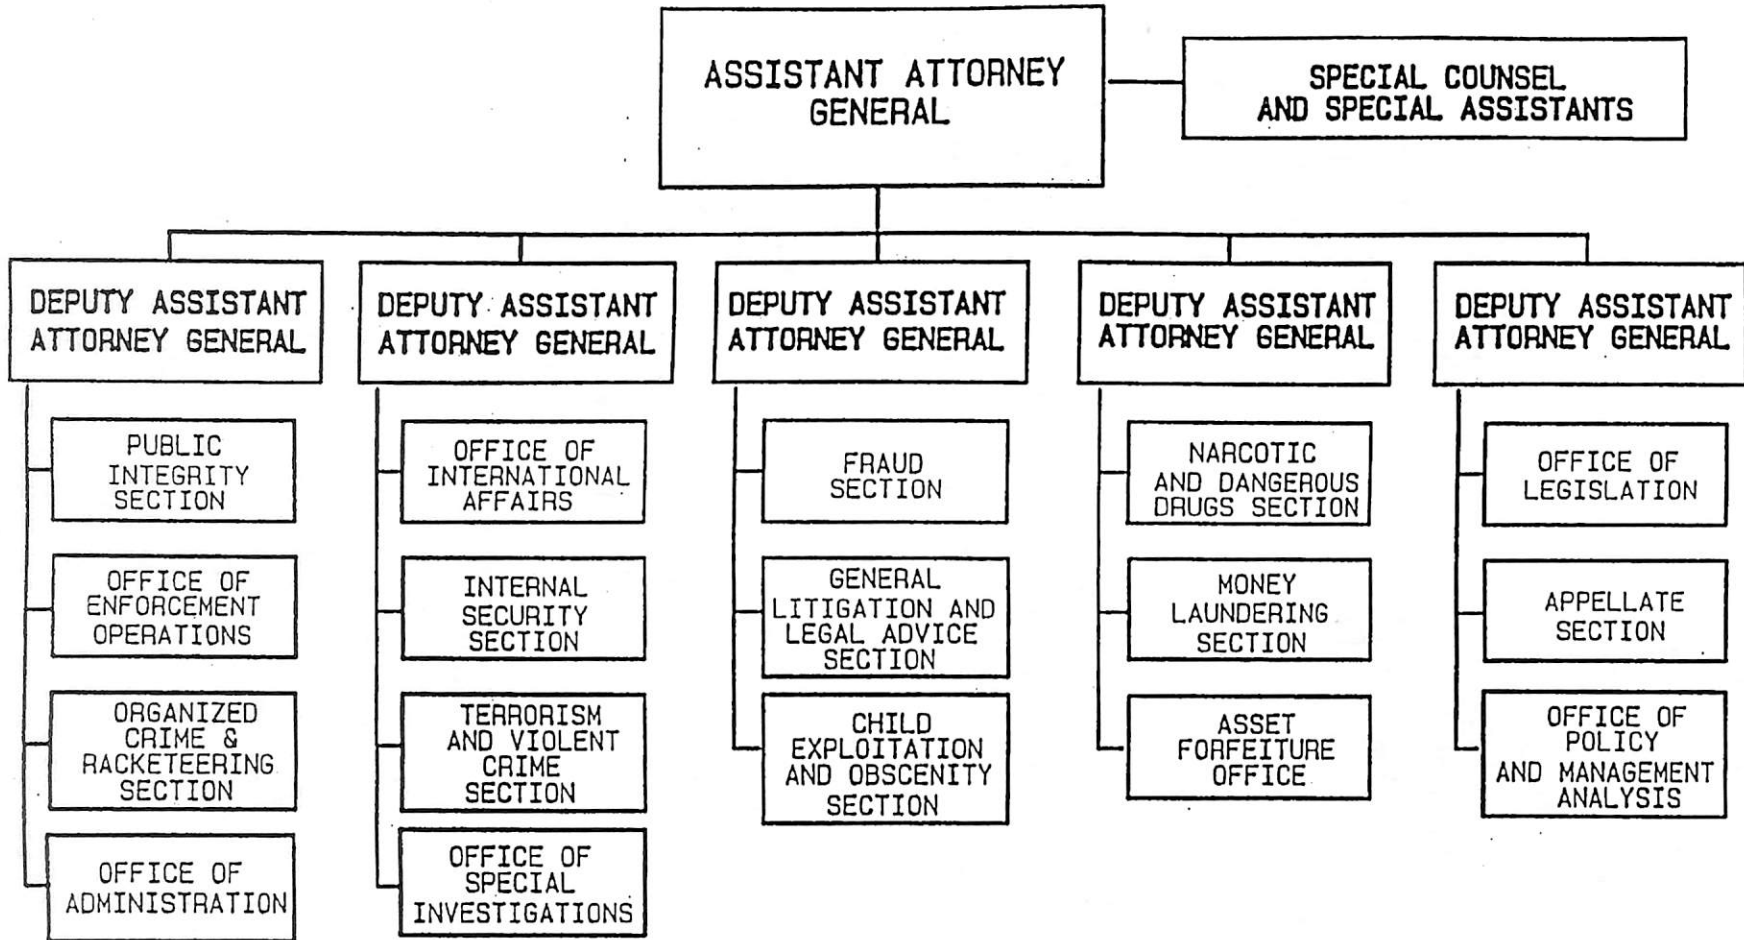 ASSISTANT ATTORNEY
GENERAL
SPECIAL COUNSEL
AND SPECIAL ASSISTANTS
DEPUTY ASSISTANT
ATTORNEY GENERAL
PUBLIC
INTEGRITY
SECTION
OFFICE OF
ENFORCEMENT
OPERATIONS
ORGANIZED
CRIME &
RACKETEERING
SECTION
OFFICE OF
ADMINISTRATION
DEPUTY ASSISTANT
ATTORNEY GENERAL
OFFICE OF
INTERNATIONAL
AFFAIRS
INTERNAL
SECURITY
SECTION
TERRORISM
AND VIOLENT
CRIME
SECTION
OFFICE OF
SPECIAL
INVESTIGATIONS
DEPUTY ASSISTANT
ATTORNEY GENERAL
FRAUD
SECTION
GENERAL
LITIGATION AND
LEGAL ADVICE
SECTION
CHILD
EXPLOITATION
AND OBSCENITY
SECTION
DEPUTY ASSISTANT
ATTORNEY GENERAL
NARCOTIC
AND DANGEROUS
DRUGS SECTION
MONEY
LAUNDERING
SECTION
ASSET
FORFEITURE
OFFICE
DEPUTY ASSISTANT
ATTORNEY GENERAL
OFFICE OF
LEGISLATION
APPELLATE
SECTION
OFFICE OF
POLICY
AND MANAGEMENT
ANALYSIS